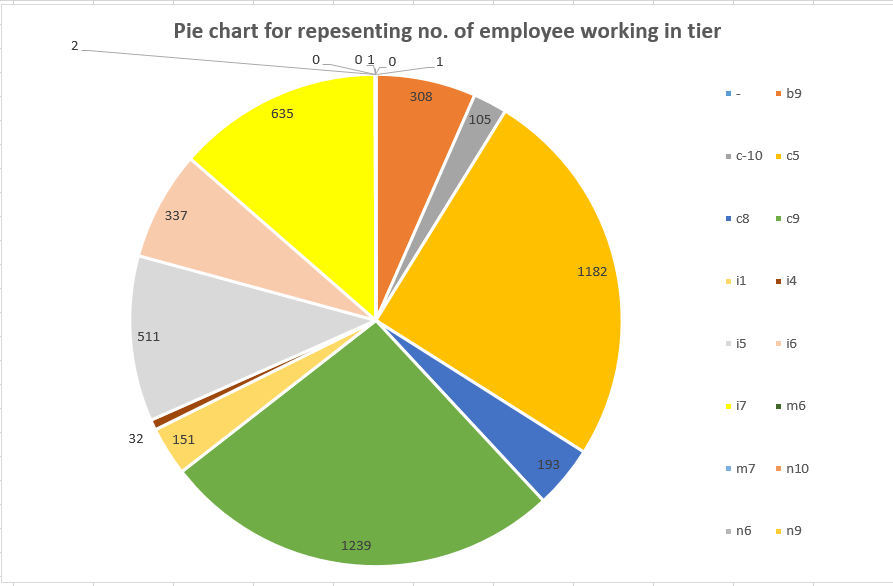 Pie chart for repesenting no. of employee working in tier
2
0
0 1
0
1
308
105
635
337
1182
511
32
151
193
1239
- b9
c-10 c5
c8 c9
i1 i4
i5 i6
i7 m6
m7 n10
n6 n9